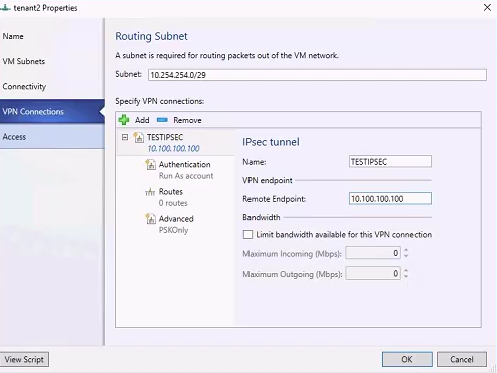 tenant2 Properties
Name
VM Subnets
Connectivity
VPN Connections
Access
Routing Subnet
A subnet is required for routing packets out of the VM network.
Subnet: 10.254.254.0/29
Specify VPN connections:
Add Remove
TESTIPSEC
10.100.100.100
Authentication
Run As account
Routes
0 routes
Advanced
PSKOnly
IPsec tunnel
Name: TESTIPSEC
VPN endpoint
Remote Endpoint: 10.100.100.100
Bandwidth
Limit bandwidth available for this VPN connection
Maximum Incoming (Mbps): 0
Maximum Outgoing (Mbps): 0
View Script OK Cancel